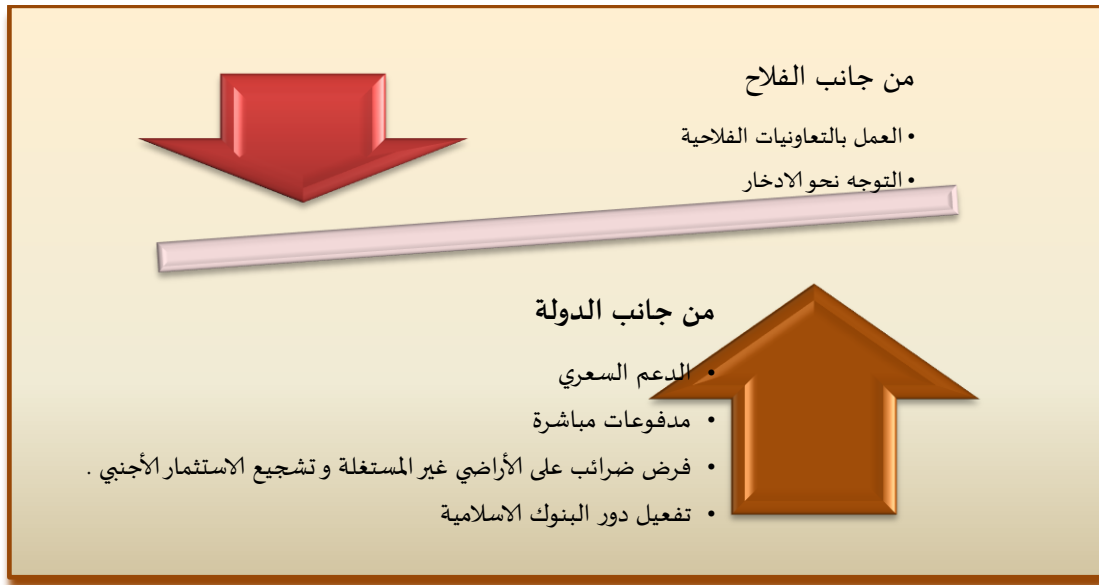 من جانب الفلاح
• العمل بالتعاونيات الفلاحية
• التوجه نحو الادخار
من جانب الدولة
• الدعم السعري
• مدفوعات مباشرة
• فرض ضرائب على الأراضي غير المستغلة و تشجيع الاستثمار الأجنبي .
• تفعيل دور البنوك الاسلامية